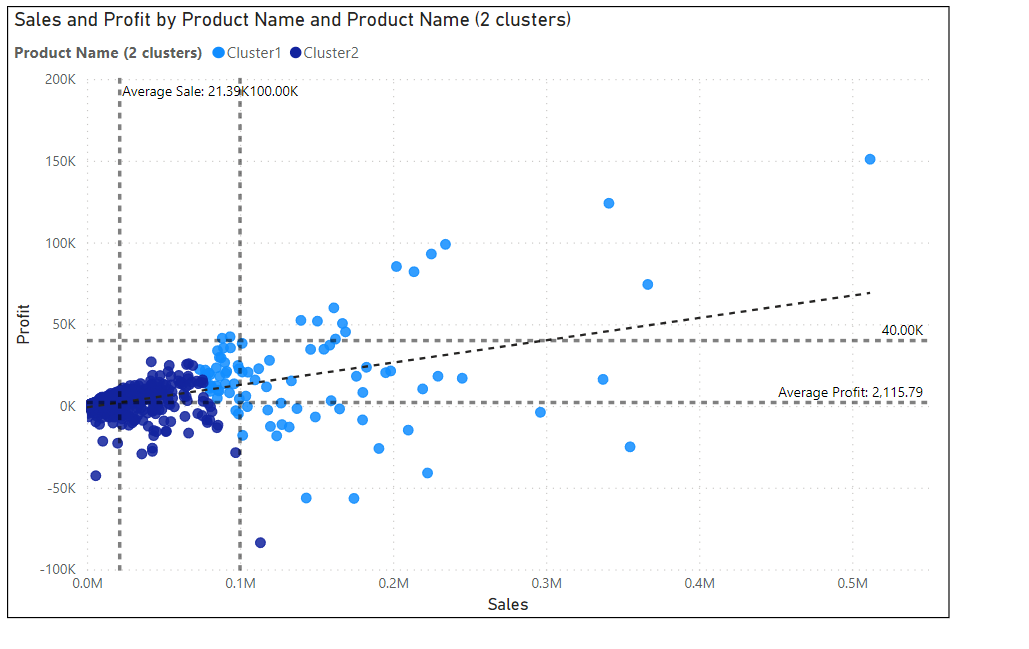 Sales and Profit by Product Name and Product Name (2 clusters)
Product Name (2 clusters) Cluster1 Cluster2
200K
Average Sale: 21.39K 100.00K
150K
100K
50K
40.00K
Average Profit: 2,115.79
0K
-50K
-100K
Profit
0.0M 0.1M 0.2M 0.3M 0.4M 0.5M
Sales